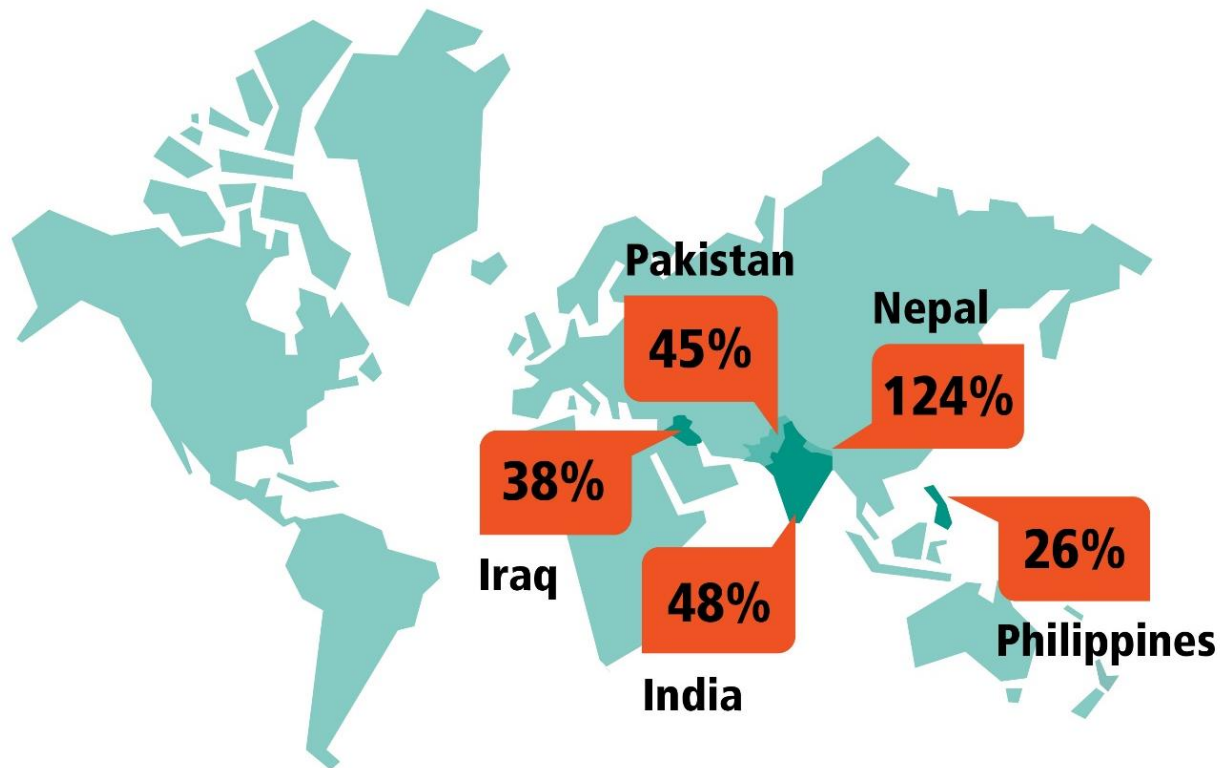 Pakistan
45%
Nepal
124%
38%
Iraq
48%
India
26%
Philippines